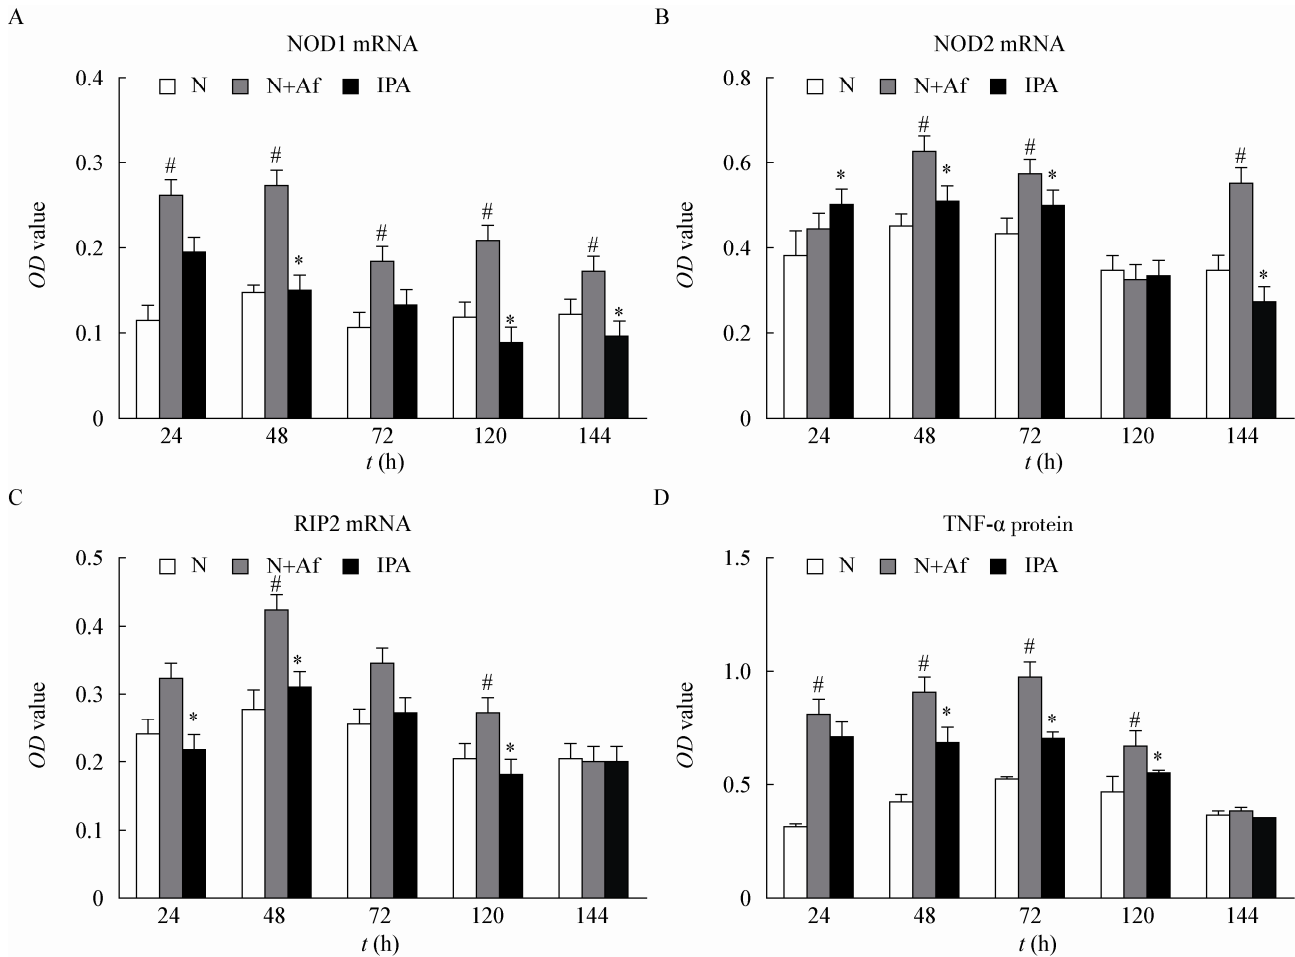 A
NOD1 mRNA
N N+Af IPA
0.4
0.3
0.2
0.1
0
OD value
# # * # # * # *
24 48 72 120 144
t (h)
B
NOD2 mRNA
N N+Af IPA
0.8
0.6
0.4
0.2
0
OD value
* # * # * # *
24 48 72 120 144
t (h)
C
RIP2 mRNA
N N+Af IPA
0.5
0.4
0.3
0.2
0.1
0
OD value
* # * # *
24 48 72 120 144
t (h)
D
TNF-α protein
N N+Af IPA
1.5
1.0
0.5
0
OD value
# # * # * # *
24 48 72 120 144
t (h)